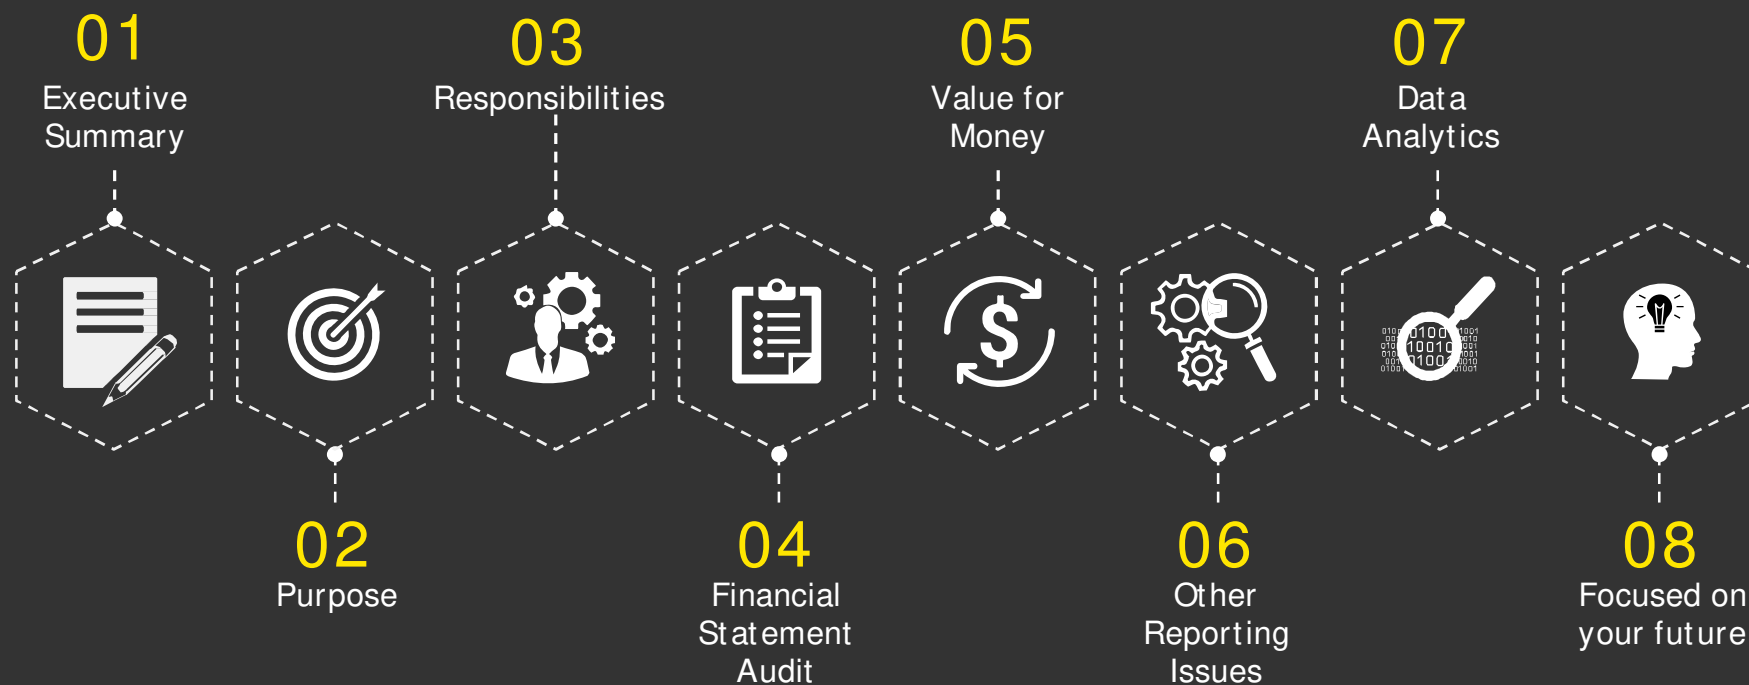 01
Executive
Summary
02
Purpose
03
Responsibilities
04
Financial
Statement
Audit
05
Value for
Money
06
Other
Reporting
Issues
07
Data
Analytics
08
Focused on
your future